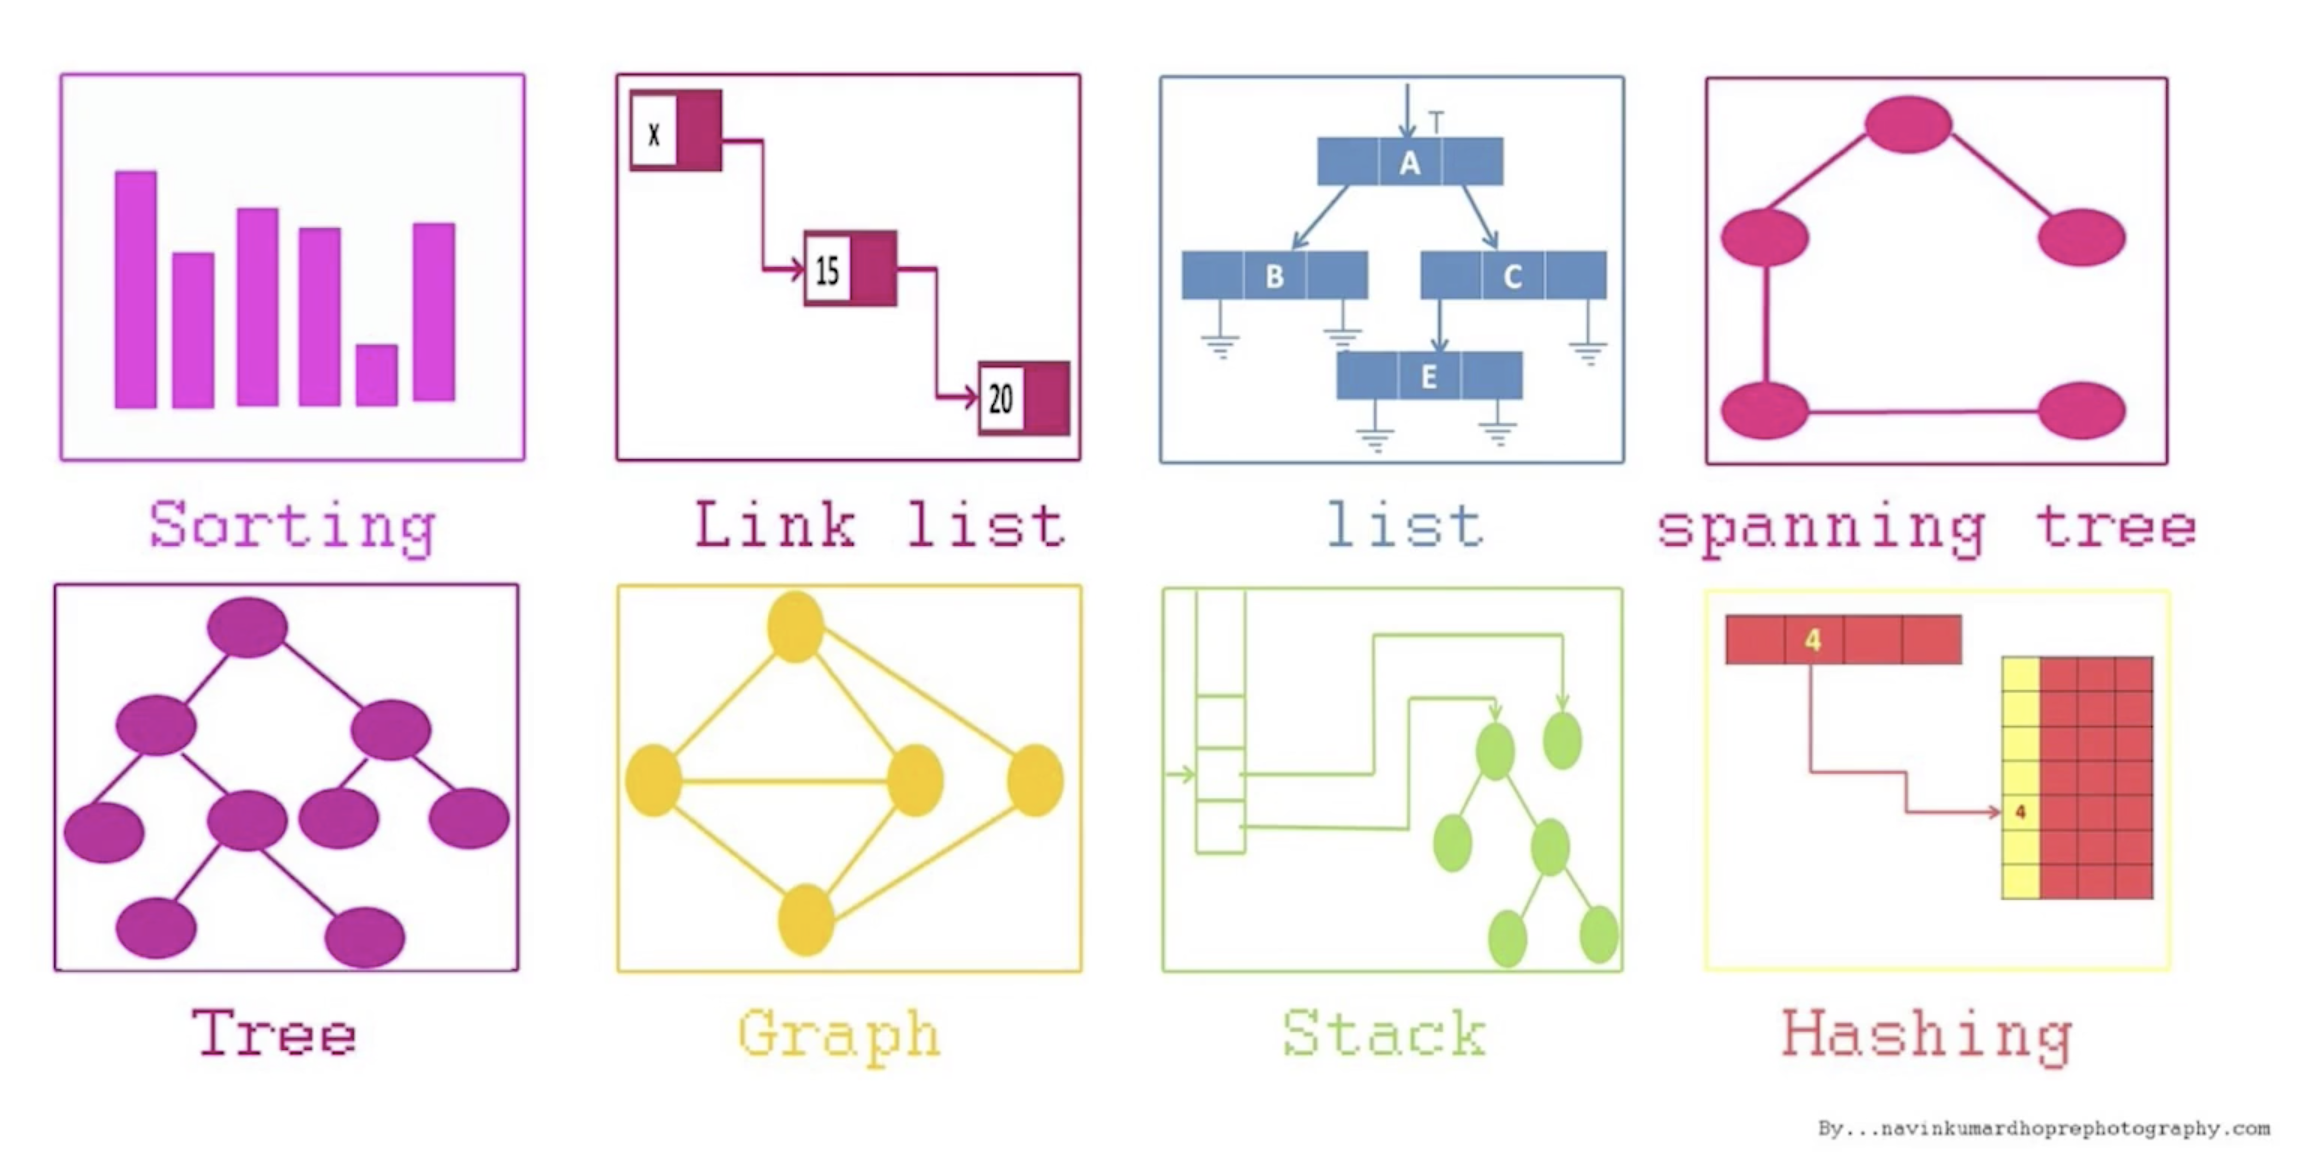 X
15
20
T
A
B
C
E
Sorting
Link list
list
spanning tree
4
4
Tree
Graph
Stack
Hashing
By...navinkumardhoprephotography.com